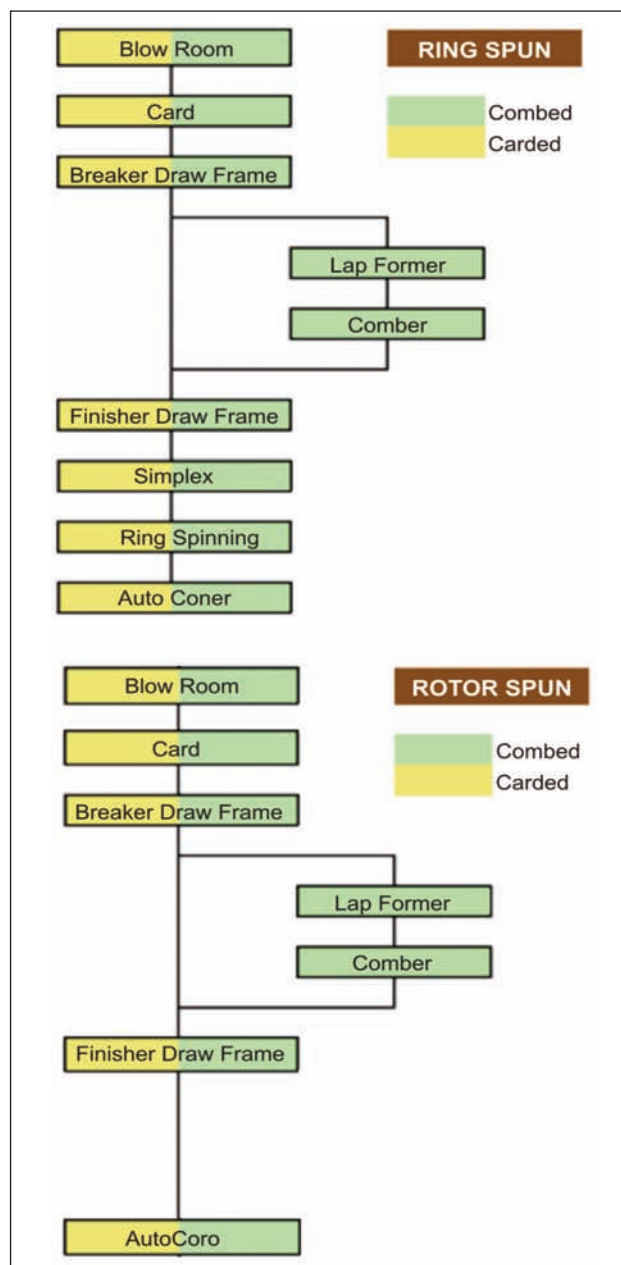 Blow Room
RING SPUN
Card
Combed
Carded
Breaker Draw Frame
Lap Former
Comber
Finisher Draw Frame
Simplex
Ring Spinning
Auto Coner
Blow Room
ROTOR SPUN
Card
Combed
Carded
Breaker Draw Frame
Lap Former
Comber
Finisher Draw Frame
AutoCoro